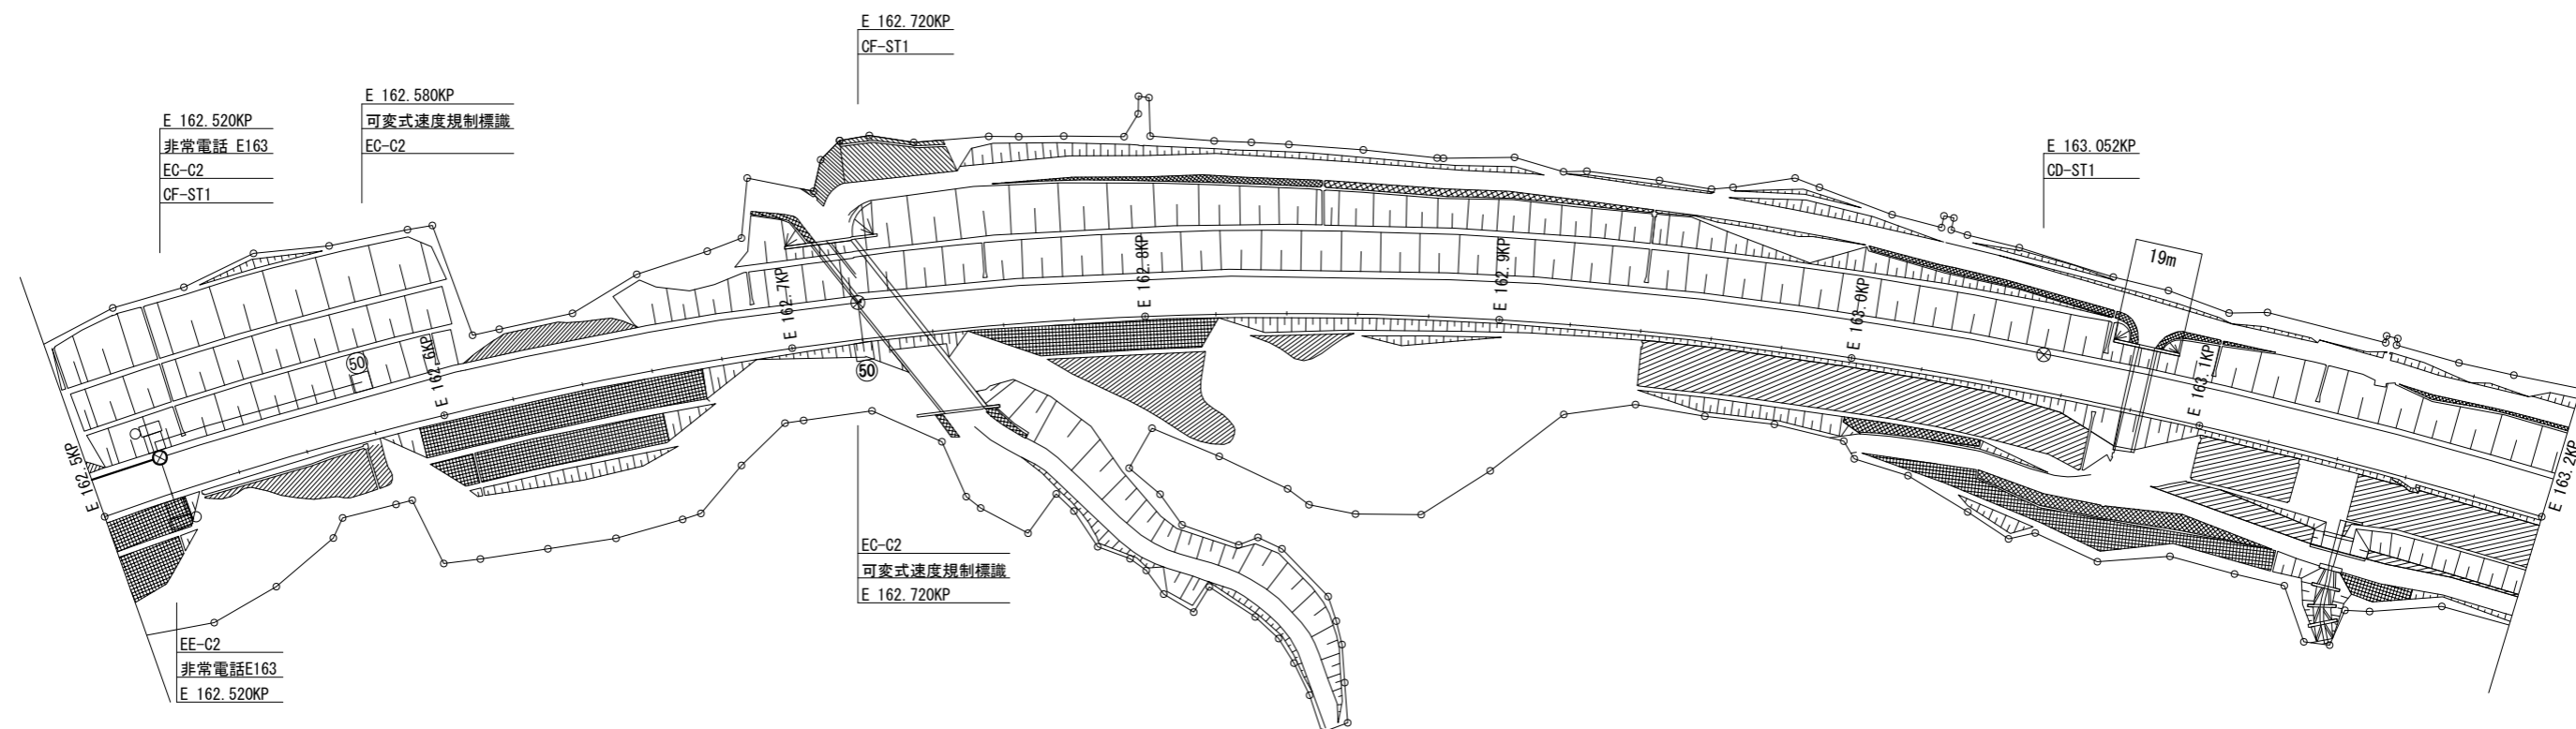 E 162.720KP
CF-ST1
E 162.580KP
可変式速度規制標識
EC-C2
E 162.520KP
非常電話 E163
EC-C2
CF-ST1
E 163.052KP
CD-ST1
19m
E 162.5KP
50
E 162.6KP
E 162.7KP
50
E 162.8KP
E 162.9KP
E 163.0KP
E 163.1KP
E 163.2KP
EC-C2
可変式速度規制標識
E 162.720KP
EE-C2
非常電話E163
E 162.520KP